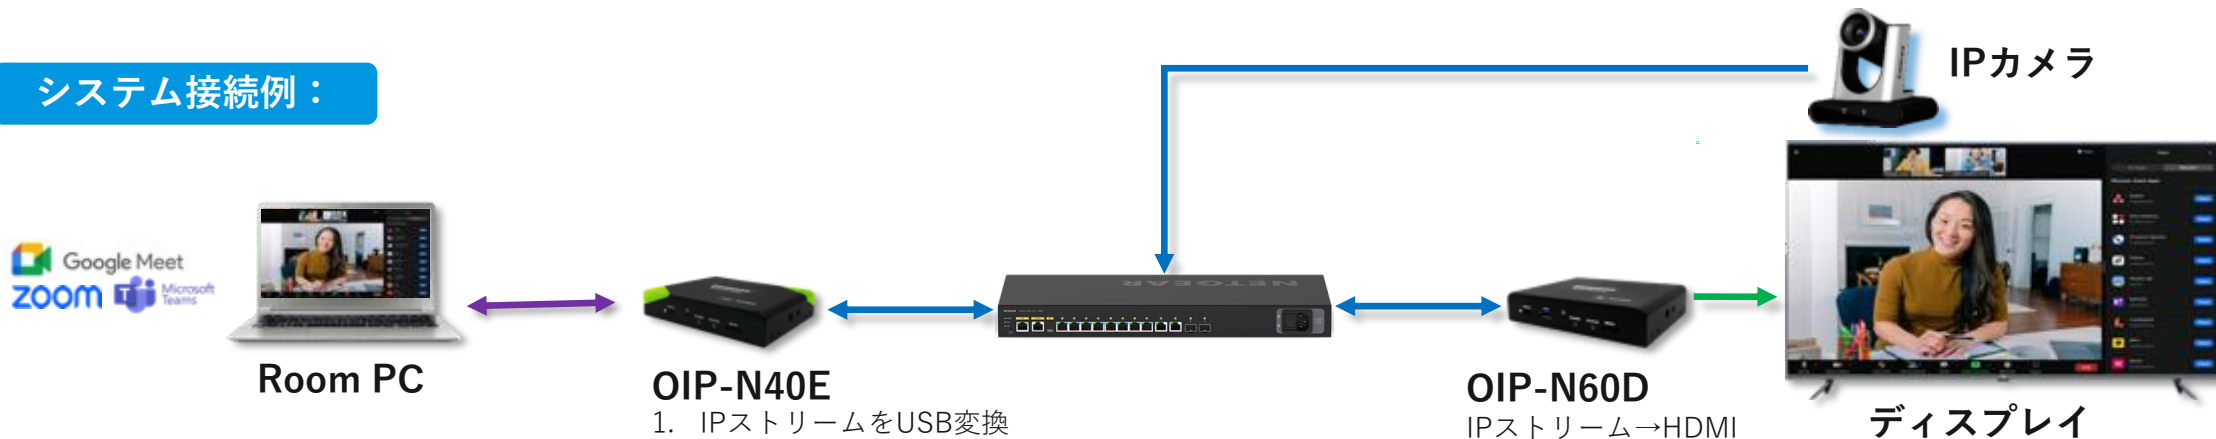 IPカメラ
システム接続例：
Google Meet
zoom
Microsoft
Teams
NETGEAR
Room PC
OIP-N40E
1. IPストリームをUSB変換
OIP-N60D
IPストリーム→HDMI
ディスプレイ